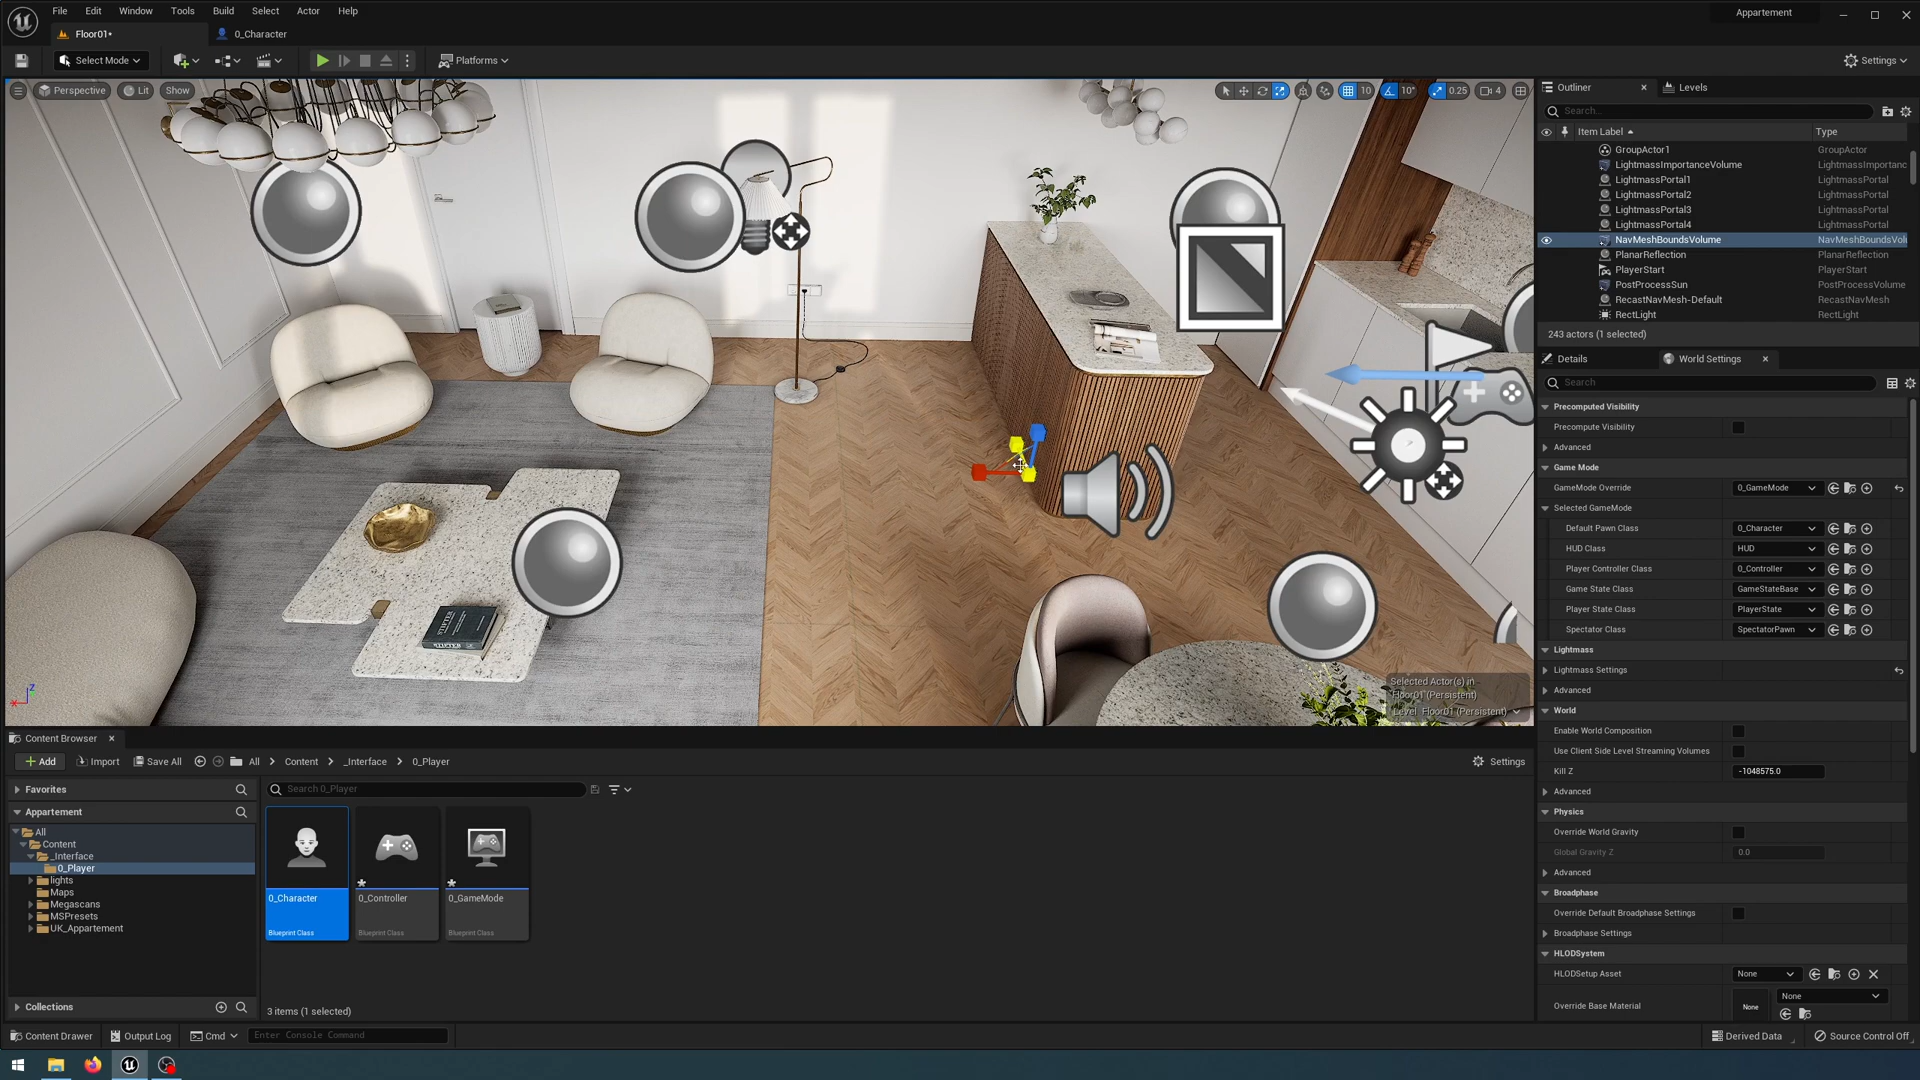 File Edit Window Tools Build Select Actor Help
Appartement
Floor01•
0_Character
Select Mode
Platforms
Settings
Perspective
Lit
Show
10
10°
0.25
4
Selected Actor(s) in
Floor01 (Persistent)
Level: Floor01 (Persistent)
Outliner
Levels
Search...
Item Label
Type
GroupActor1 GroupActor
LightmassImportanceVolume LightmassImportanc
LightmassPortal1 LightmassPortal
LightmassPortal2 LightmassPortal
LightmassPortal3 LightmassPortal
LightmassPortal4 LightmassPortal
NavMeshBoundsVolume NavMeshBoundsVol
PlanarReflection PlanarReflection
PlayerStart PlayerStart
PostProcessSun PostProcessVolume
RecastNavMesh-Default RecastNavMesh
RectLight RectLight
243 actors (1 selected)
Details
World Settings
Search
Precomputed Visibility
Precompute Visibility
Advanced
Game Mode
GameMode Override 0_GameMode
Selected GameMode
Default Pawn Class 0_Character
HUD Class HUD
Player Controller Class 0_Controller
Game State Class GameStateBase
Player State Class PlayerState
Spectator Class SpectatorPawn
Lightmass
Lightmass Settings
Advanced
World
Enable World Composition
Use Client Side Level Streaming Volumes
Kill Z -1048575.0
Advanced
Physics
Override World Gravity
Global Gravity Z 0.0
Advanced
Broadphase
Override Default Broadphase Settings
Broadphase Settings
HLODSystem
HLODSetup Asset None
Override Base Material None None
Content Browser
Add
Import
Save All
All
Content
_Interface
0_Player
Settings
Favorites
Search 0_Player
Appartement
All
Content
_Interface
0_Player
lights
Maps
Megascans
MSPresets
UK_Appartement
Collections
0_Character
Blueprint Class
0_Controller
Blueprint Class
0_GameMode
Blueprint Class
3 items (1 selected)
Content Drawer
Output Log
Cmd
Enter Console Command
Derived Data
Source Control Off